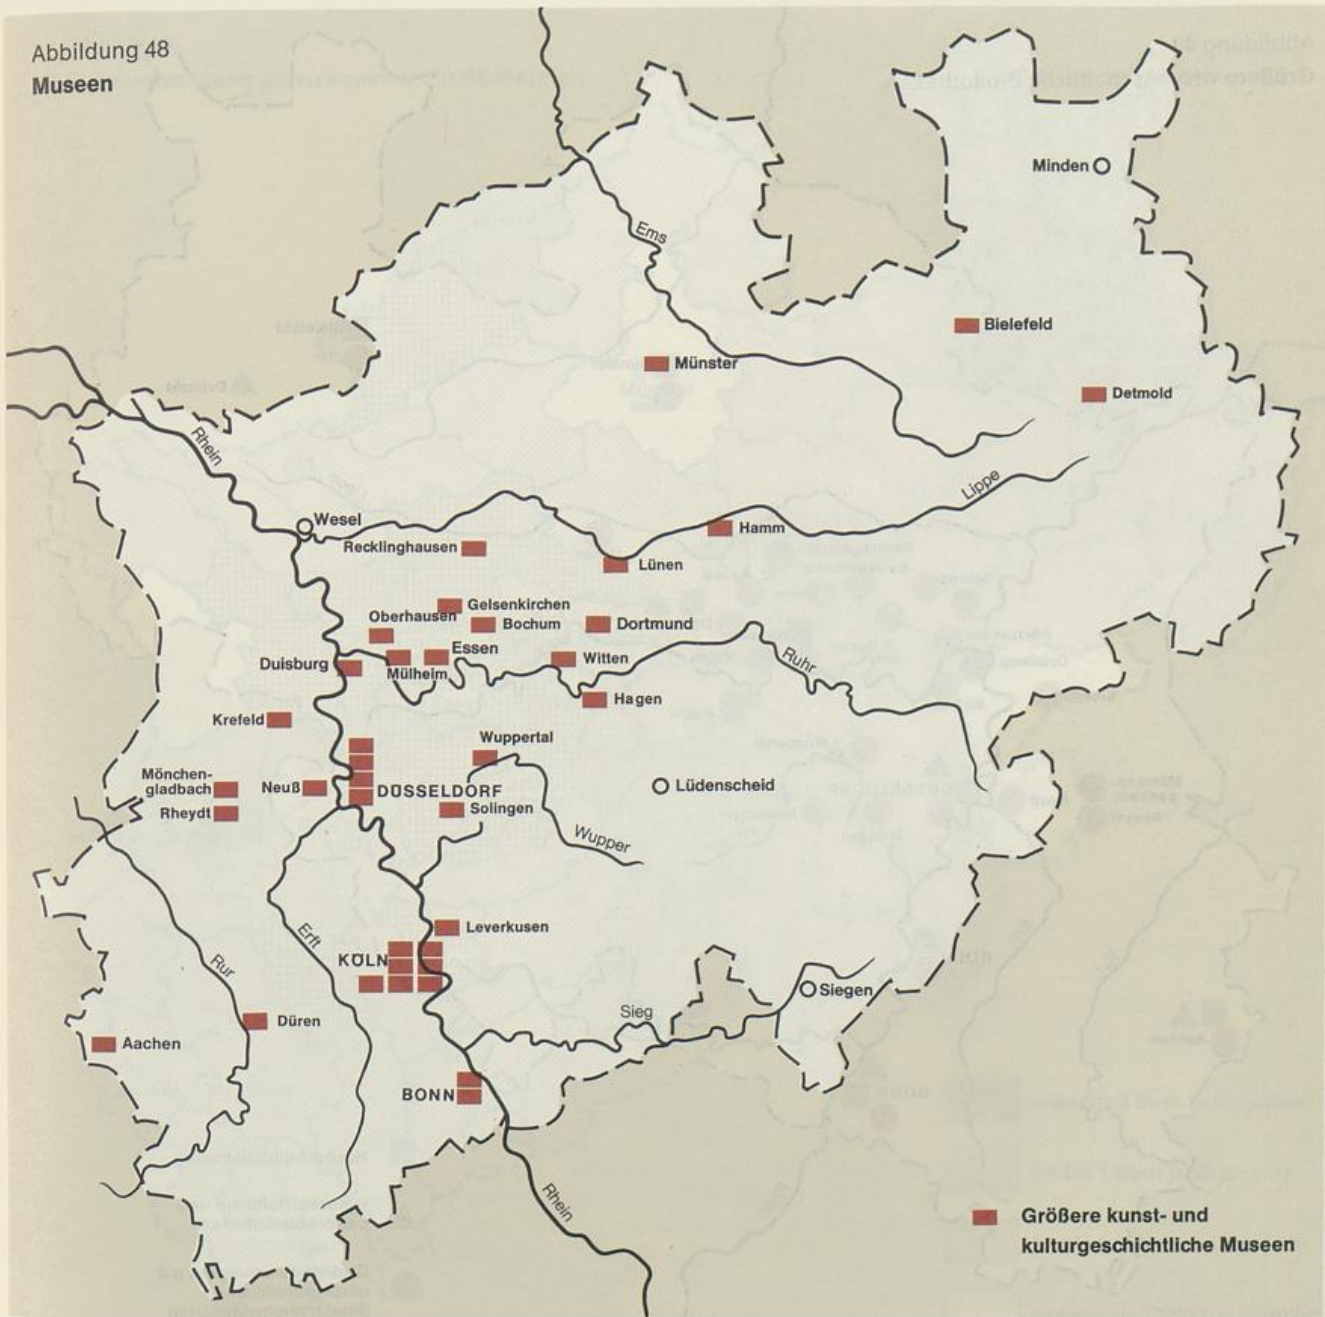 Abbildung 48
Museen
Minden
Ems
Bielefeld
Münster
Detmold
Rhein
Lippe
Wesel
Hamm
Recklinghausen
Lünen
Gelsenkirchen
Oberhausen
Bochum
Dortmund
Essen
Duisburg
Mülheim
Witten
Ruhr
Hagen
Krefeld
Wuppertal
Mönchen-
gladbach
Neuß
DÜSSELDORF
Lüdenscheid
Rheydt
Solingen
Wupper
Leverkusen
Erft
KÖLN
Rur
Siegen
Sieg
Düren
Aachen
BONN
Rhein
Größere kunst- und
kulturgeschichtliche Museen